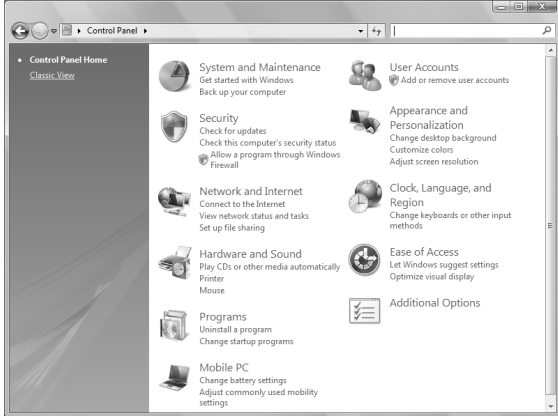 Control Panel
Control Panel Home
Classic View
System and Maintenance
Get started with Windows
Back up your computer
Security
Check for updates
Check this computer's security status
Allow a program through Windows
Firewall
Network and Internet
Connect to the Internet
View network status and tasks
Set up file sharing
Hardware and Sound
Play CDs or other media automatically
Printer
Mouse
Programs
Uninstall a program
Change startup programs
Mobile PC
Change battery settings
Adjust commonly used mobility
settings
User Accounts
Add or remove user accounts
Appearance and
Personalization
Change desktop background
Customize colors
Adjust screen resolution
Clock, Language, and
Region
Change keyboards or other input
methods
Ease of Access
Let Windows suggest settings
Optimize visual display
Additional Options